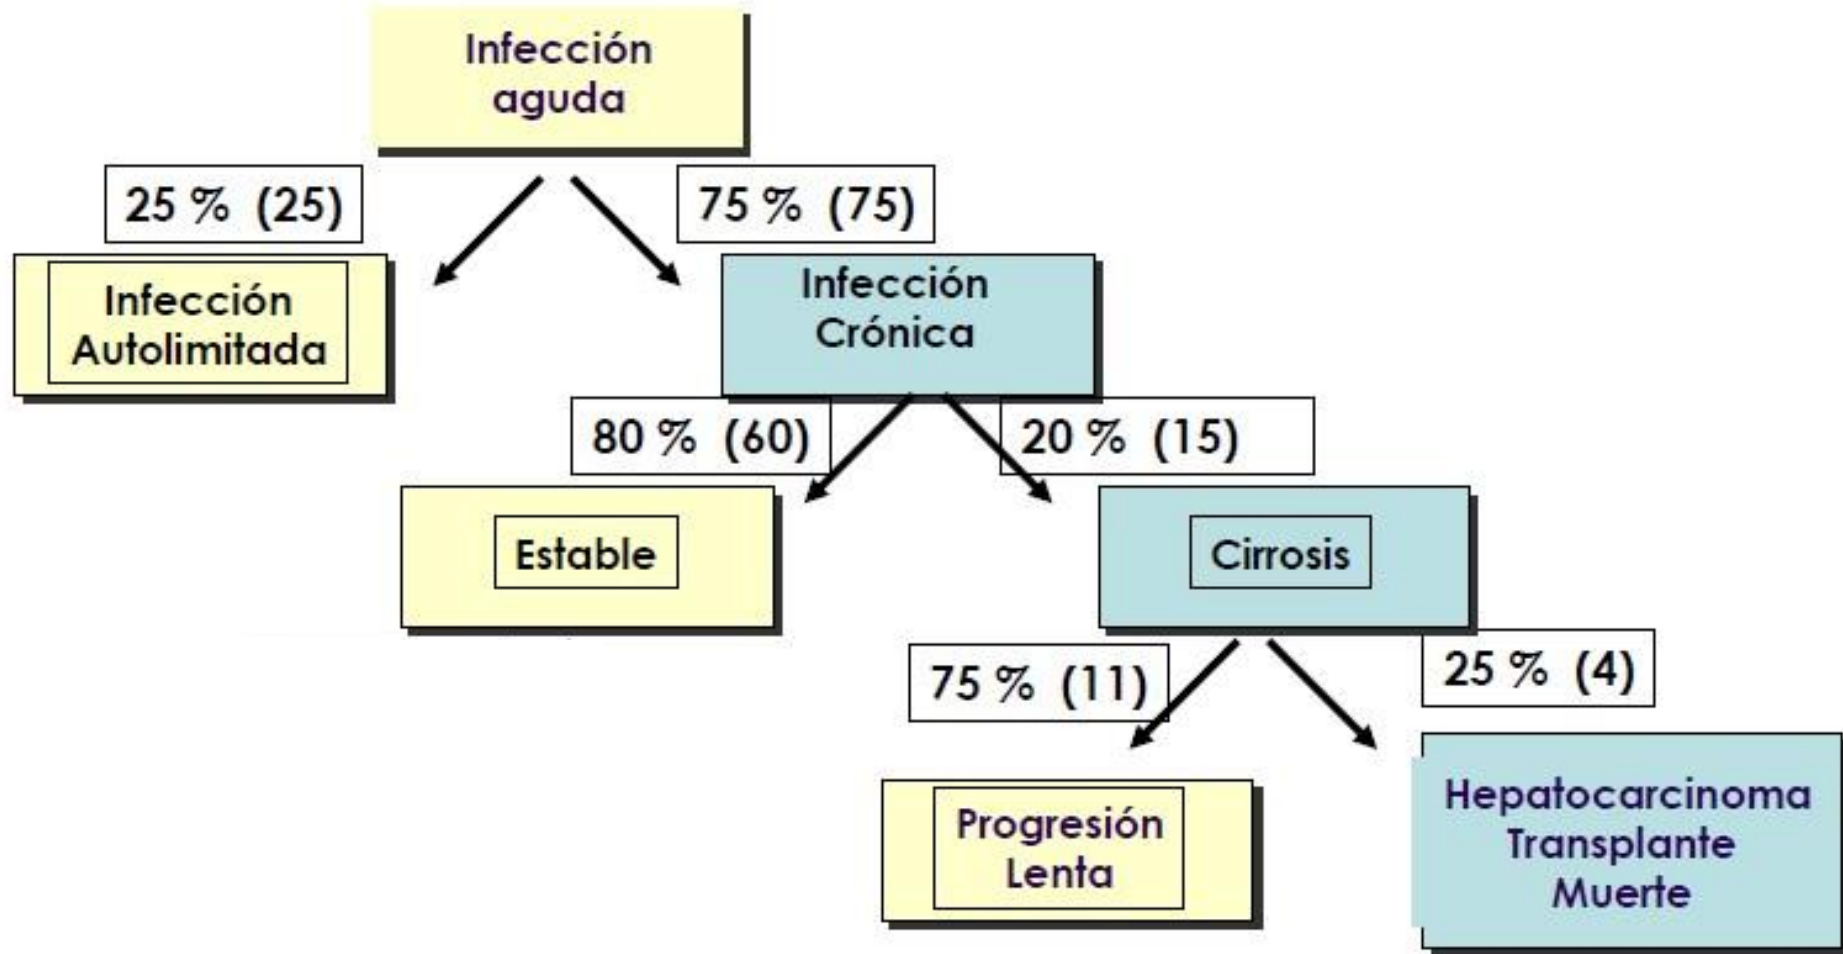 Infección
aguda
25 % (25)
75 % (75)
Infección
Autolimitada
Infección
Crónica
80 % (60)
20 % (15)
Estable
Cirrosis
75 % (11)
25 % (4)
Progresión
Lenta
Hepatocarcinoma
Transplante
Muerte